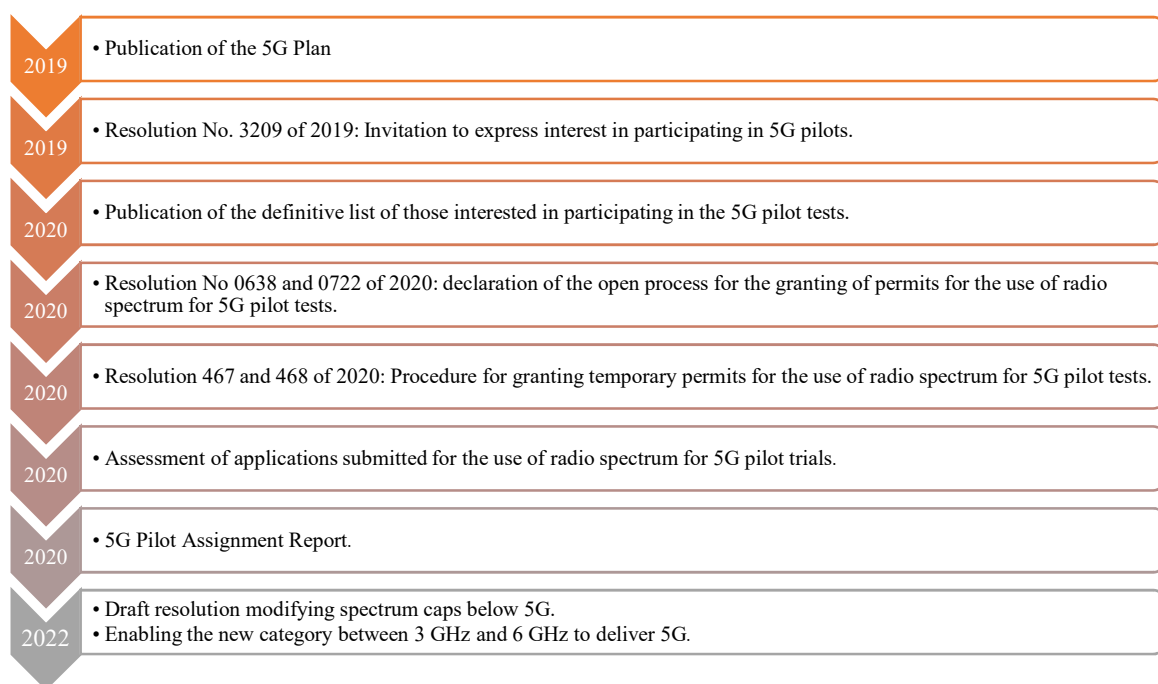 2019
• Publication of the 5G Plan
2019
• Resolution No. 3209 of 2019: Invitation to express interest in participating in 5G pilots.
2020
• Publication of the definitive list of those interested in participating in the 5G pilot tests.
2020
• Resolution No 0638 and 0722 of 2020: declaration of the open process for the granting of permits for the use of radio
spectrum for 5G pilot tests.
2020
• Resolution 467 and 468 of 2020: Procedure for granting temporary permits for the use of radio spectrum for 5G pilot tests.
2020
• Assessment of applications submitted for the use of radio spectrum for 5G pilot trials.
2020
• 5G Pilot Assignment Report.
2022
• Draft resolution modifying spectrum caps below 5G.
• Enabling the new category between 3 GHz and 6 GHz to deliver 5G.